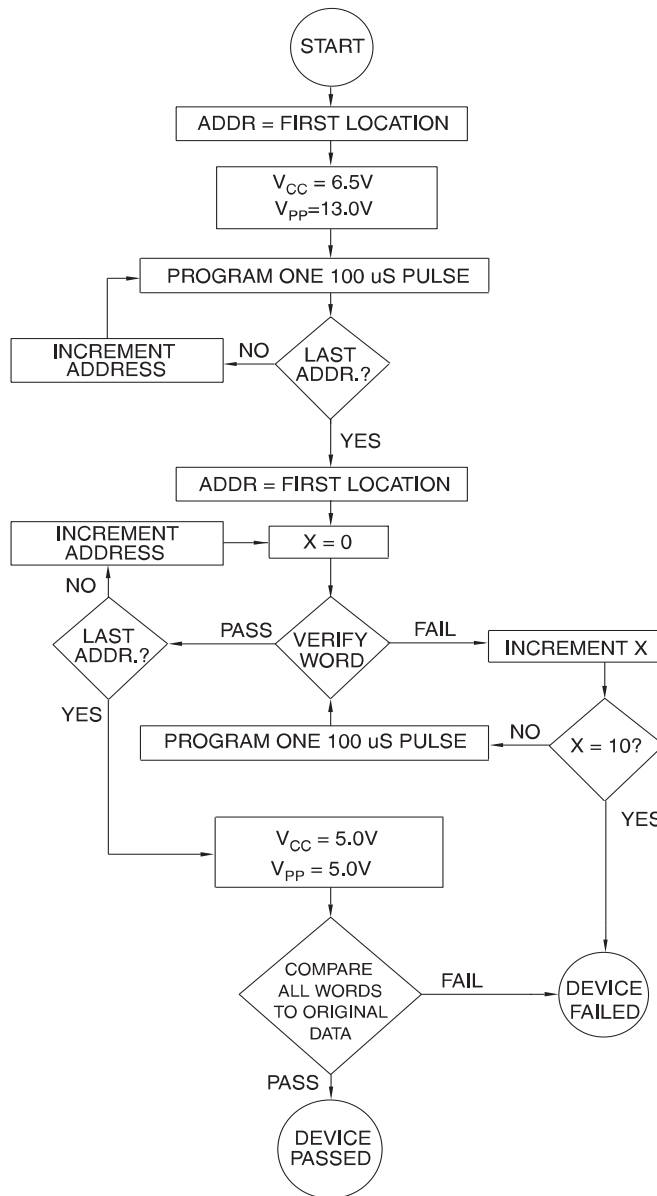 START
ADDR = FIRST LOCATION
VCC = 6.5V
VPP=13.0V
PROGRAM ONE 100 uS PULSE
INCREMENT
ADDRESS
NO
LAST
ADDR.?
YES
ADDR = FIRST LOCATION
INCREMENT
ADDRESS
X = 0
NO
LAST
ADDR.?
PASS
VERIFY
WORD
FAIL
INCREMENT X
YES
PROGRAM ONE 100 uS PULSE
NO
X = 10?
YES
VCC = 5.0V
VPP = 5.0V
COMPARE
ALL WORDS
TO ORIGINAL
DATA
FAIL
DEVICE
FAILED
PASS
DEVICE
PASSED